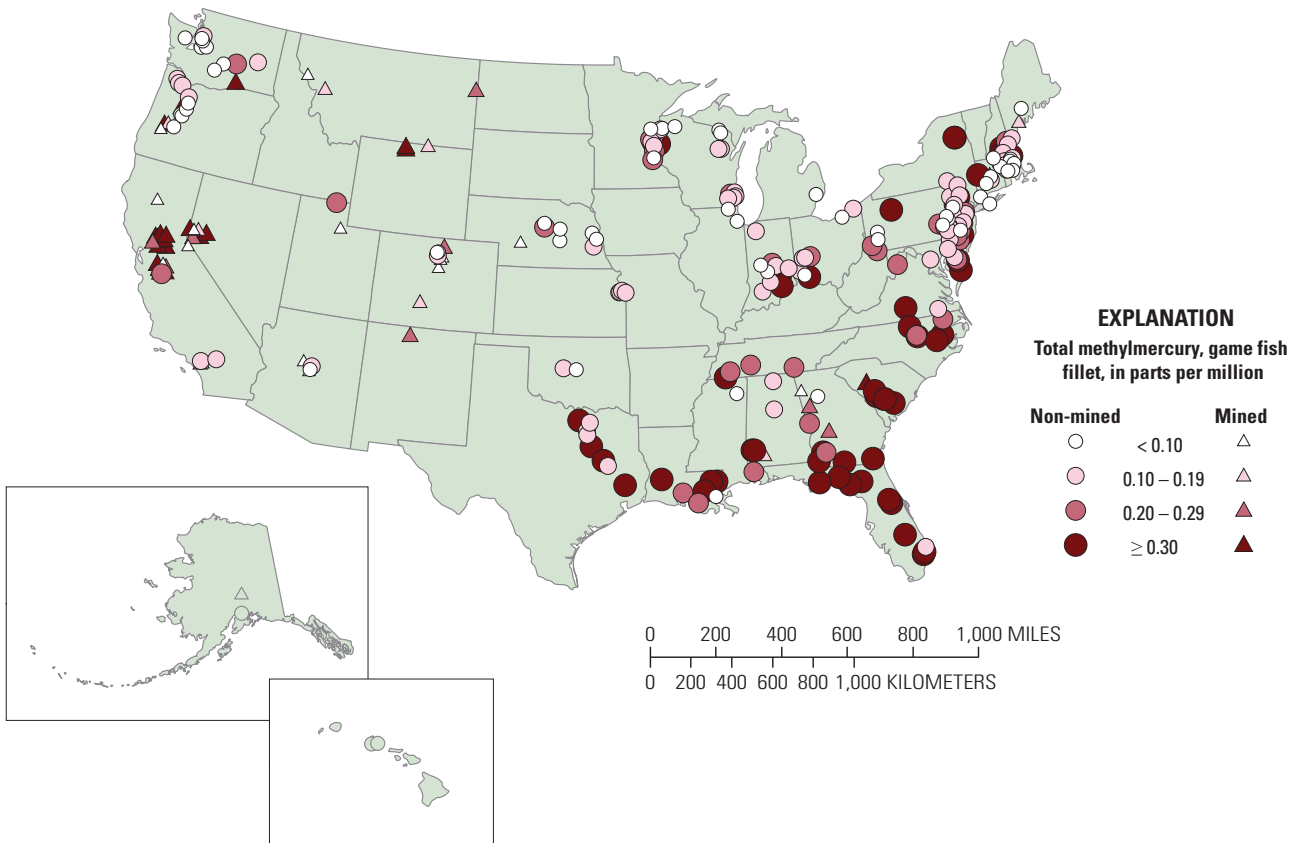 EXPLANATION
Total methylmercury, game fish
fillet, in parts per million
Non-mined Mined
< 0.10
0.10 – 0.19
0.20 – 0.29
≥ 0.30
0 200 400 600 800 1,000 MILES
0 200 400 600 800 1,000 KILOMETERS